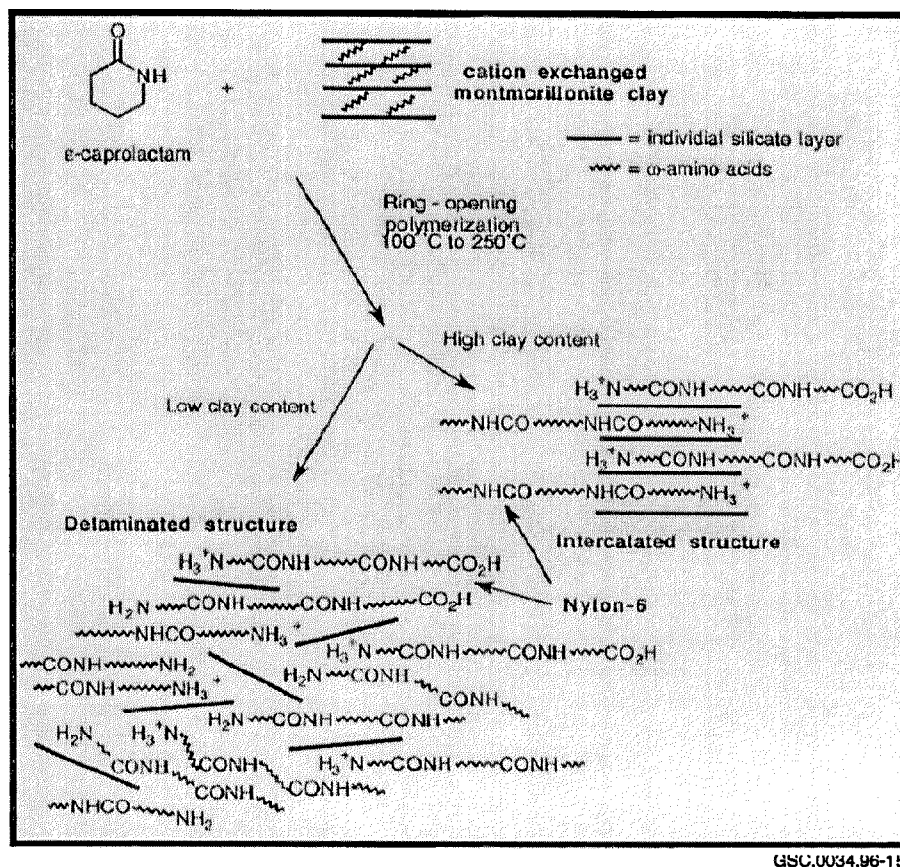 O
NH
+
ε-caprolactam
cation exchanged
montmorillonite clay
= individial silicate layer
= ω-amino acids
Ring - opening
polymerization
100 °C to 250°C
High clay content
Low clay content
H₃⁺N CONH CONH CO₂H
NHCO NHCO NH₃⁺
H₃⁺N CONH CONH CO₂H
NHCO NHCO NH₃⁺
Intercalated structure
Nylon-6
Delaminated structure
H₃⁺N CONH CONH CO₂H
H₂N CONH CONH CO₂H
NHCO NH₃⁺
H₃⁺N CONH CONH CO₂H
CONH NH₂
H₂N CONH
CONH
CONH NH₃⁺
H₂N CONH CONH
H₂N
CONH
CONH
H₃⁺N
CONH
CONH
H₃⁺N CONH CONH
NHCO NH₂
GSC.0034.96-15